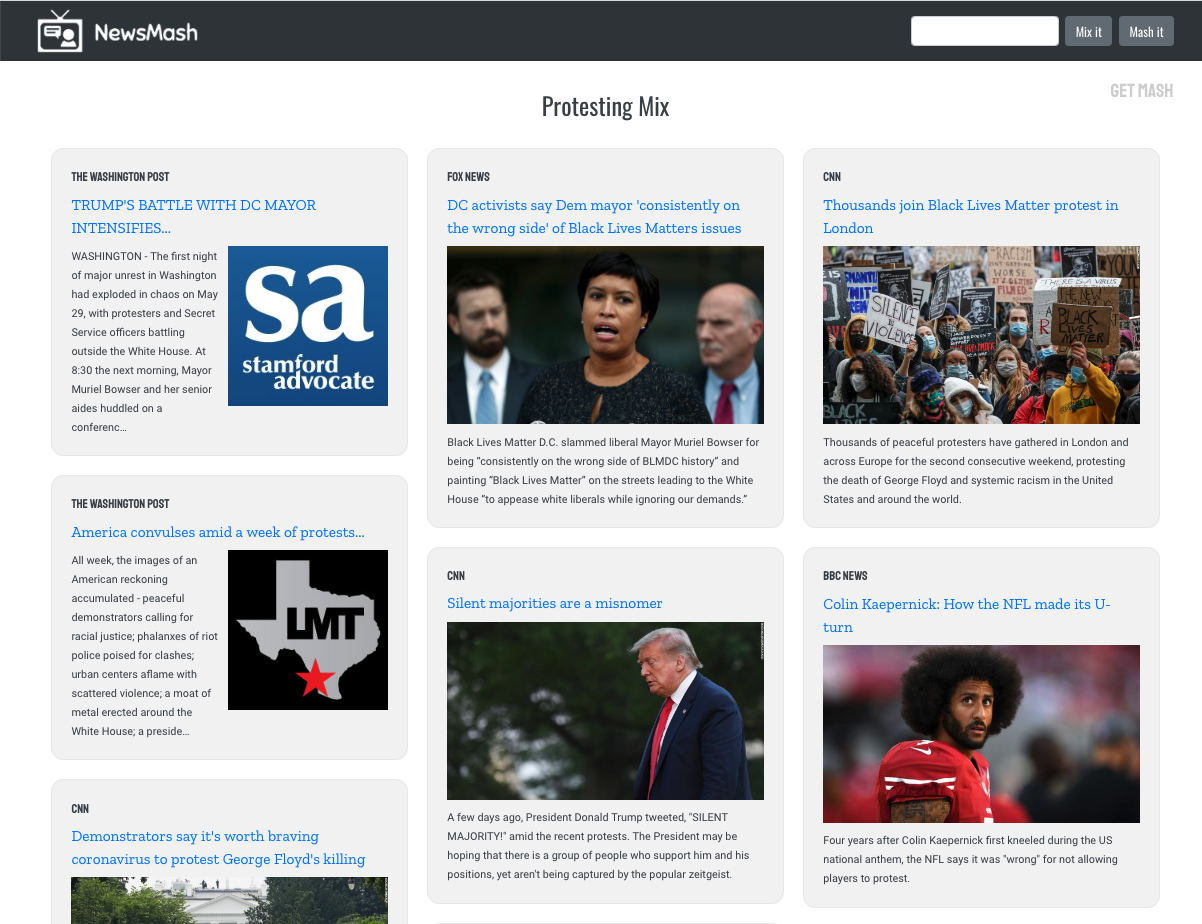 NewsMash
Mix it
Mash it
GET MASH
Protesting Mix
THE WASHINGTON POST
TRUMP'S BATTLE WITH DC MAYOR
INTENSIFIES...
WASHINGTON - The first night
of major unrest in Washington
had exploded in chaos on May
29, with protesters and Secret
Service officers battling
outside the White House. At
8:30 the next morning, Mayor
Muriel Bowser and her senior
aides huddled on a
conferenc...
sa
stamford
advocate
THE WASHINGTON POST
America convulses amid a week of protests...
All week, the images of an
American reckoning
accumulated - peaceful
demonstrators calling for
racial justice; phalanxes of riot
police poised for clashes;
urban centers aflame with
scattered violence; a moat of
metal erected around the
White House; a preside...
LMT
CNN
Demonstrators say it's worth braving
coronavirus to protest George Floyd's killing
FOX NEWS
DC activists say Dem mayor 'consistently on
the wrong side' of Black Lives Matters issues
Black Lives Matter D.C. slammed liberal Mayor Muriel Bowser for
being “consistently on the wrong side of BLMDC history” and
painting “Black Lives Matter” on the streets leading to the White
House “to appease white liberals while ignoring our demands.”
CNN
Silent majorities are a misnomer
A few days ago, President Donald Trump tweeted, "SILENT
MAJORITY!" amid the recent protests. The President may be
hoping that there is a group of people who support him and his
positions, yet aren't being captured by the popular zeitgeist.
CNN
Thousands join Black Lives Matter protest in
London
RACISM
WORSE
SILENCE
IS
VIOLENCE
THERE IS A VIRUS
BLACK
LIVES
MATTER
BLACK
Thousands of peaceful protesters have gathered in London and
across Europe for the second consecutive weekend, protesting
the death of George Floyd and systemic racism in the United
States and around the world.
BBC NEWS
Colin Kaepernick: How the NFL made its U-
turn
Four years after Colin Kaepernick first kneeled during the US
national anthem, the NFL says it was "wrong" for not allowing
players to protest.